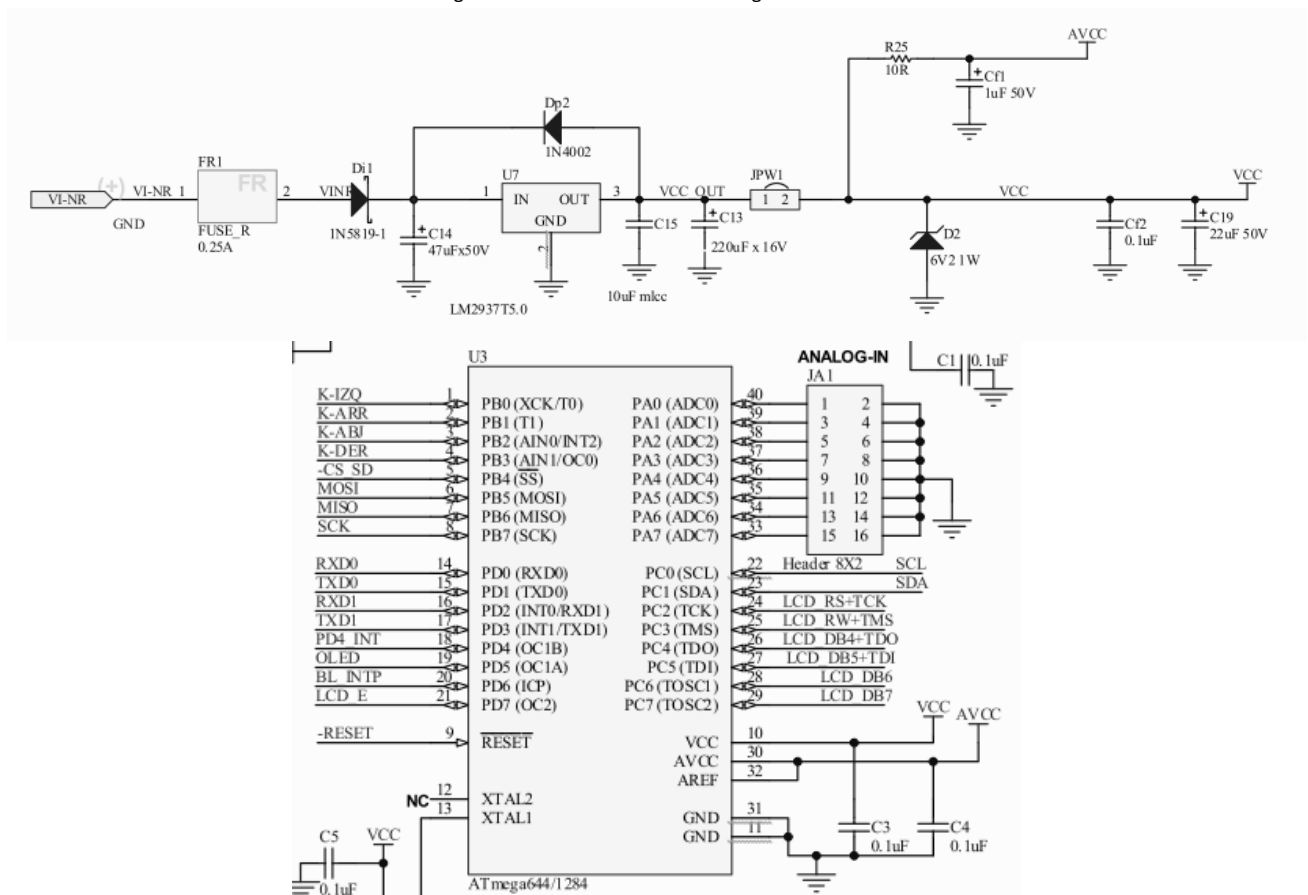 AVCC
R25
10R
+
Cf1
1uF 50V
Dp2
1N4002
FR1
FR
Di1
U7
JPW1
(+)
VI-NR
VI-NR 1
2
VINF
1
IN OUT
GND
3
VCC_OUT
1 2
VCC
VCC
GND
FUSE_R
0.25A
1N5819-1
+
C14
47uFx50V
2
C15
+
C13
220uF x 16V
D2
6V2 1W
Cf2
0.1uF
+
C19
22uF 50V
10uF mlcc
LM2937T5.0
U3
ANALOG-IN
JA1
C1 0.1uF
K-IZQ 1 PB0 (XCK/T0) PA0 (ADC0) 40 1 2
K-ARR 2 PB1 (T1) PA1 (ADC1) 39 3 4
K-ABJ 3 PB2 (AIN0/INT2) PA2 (ADC2) 38 5 6
K-DER 4 PB3 (AIN1/OC0) PA3 (ADC3) 37 7 8
-CS_SD 5 PB4 (SS) PA4 (ADC4) 36 9 10
MOSI 6 PB5 (MOSI) PA5 (ADC5) 35 11 12
MISO 7 PB6 (MISO) PA6 (ADC6) 34 13 14
SCK 8 PB7 (SCK) PA7 (ADC7) 33 15 16
Header 8X2
RXD0 14 PD0 (RXD0) PC0 (SCL) 22 SCL
TXD0 15 PD1 (TXD0) PC1 (SDA) 23 SDA
RXD1 16 PD2 (INT0/RXD1) PC2 (TCK) 24 LCD_RS+TCK
TXD1 17 PD3 (INT1/TXD1) PC3 (TMS) 25 LCD_RW+TMS
PD4_INT 18 PD4 (OC1B) PC4 (TDO) 26 LCD_DB4+TDO
OLED 19 PD5 (OC1A) PC5 (TDI) 27 LCD_DB5+TDI
BL_INTP 20 PD6 (ICP) PC6 (TOSC1) 28 LCD_DB6
LCD_E 21 PD7 (OC2) PC7 (TOSC2) 29 LCD_DB7
VCC AVCC
-RESET 9 RESET VCC 10
AVCC 30
AREF 32
NC 12 XTAL2
13 XTAL1
GND 31
GND 11
C3
0.1uF
C4
0.1uF
C5
0.1uF
VCC
ATmega644/1284